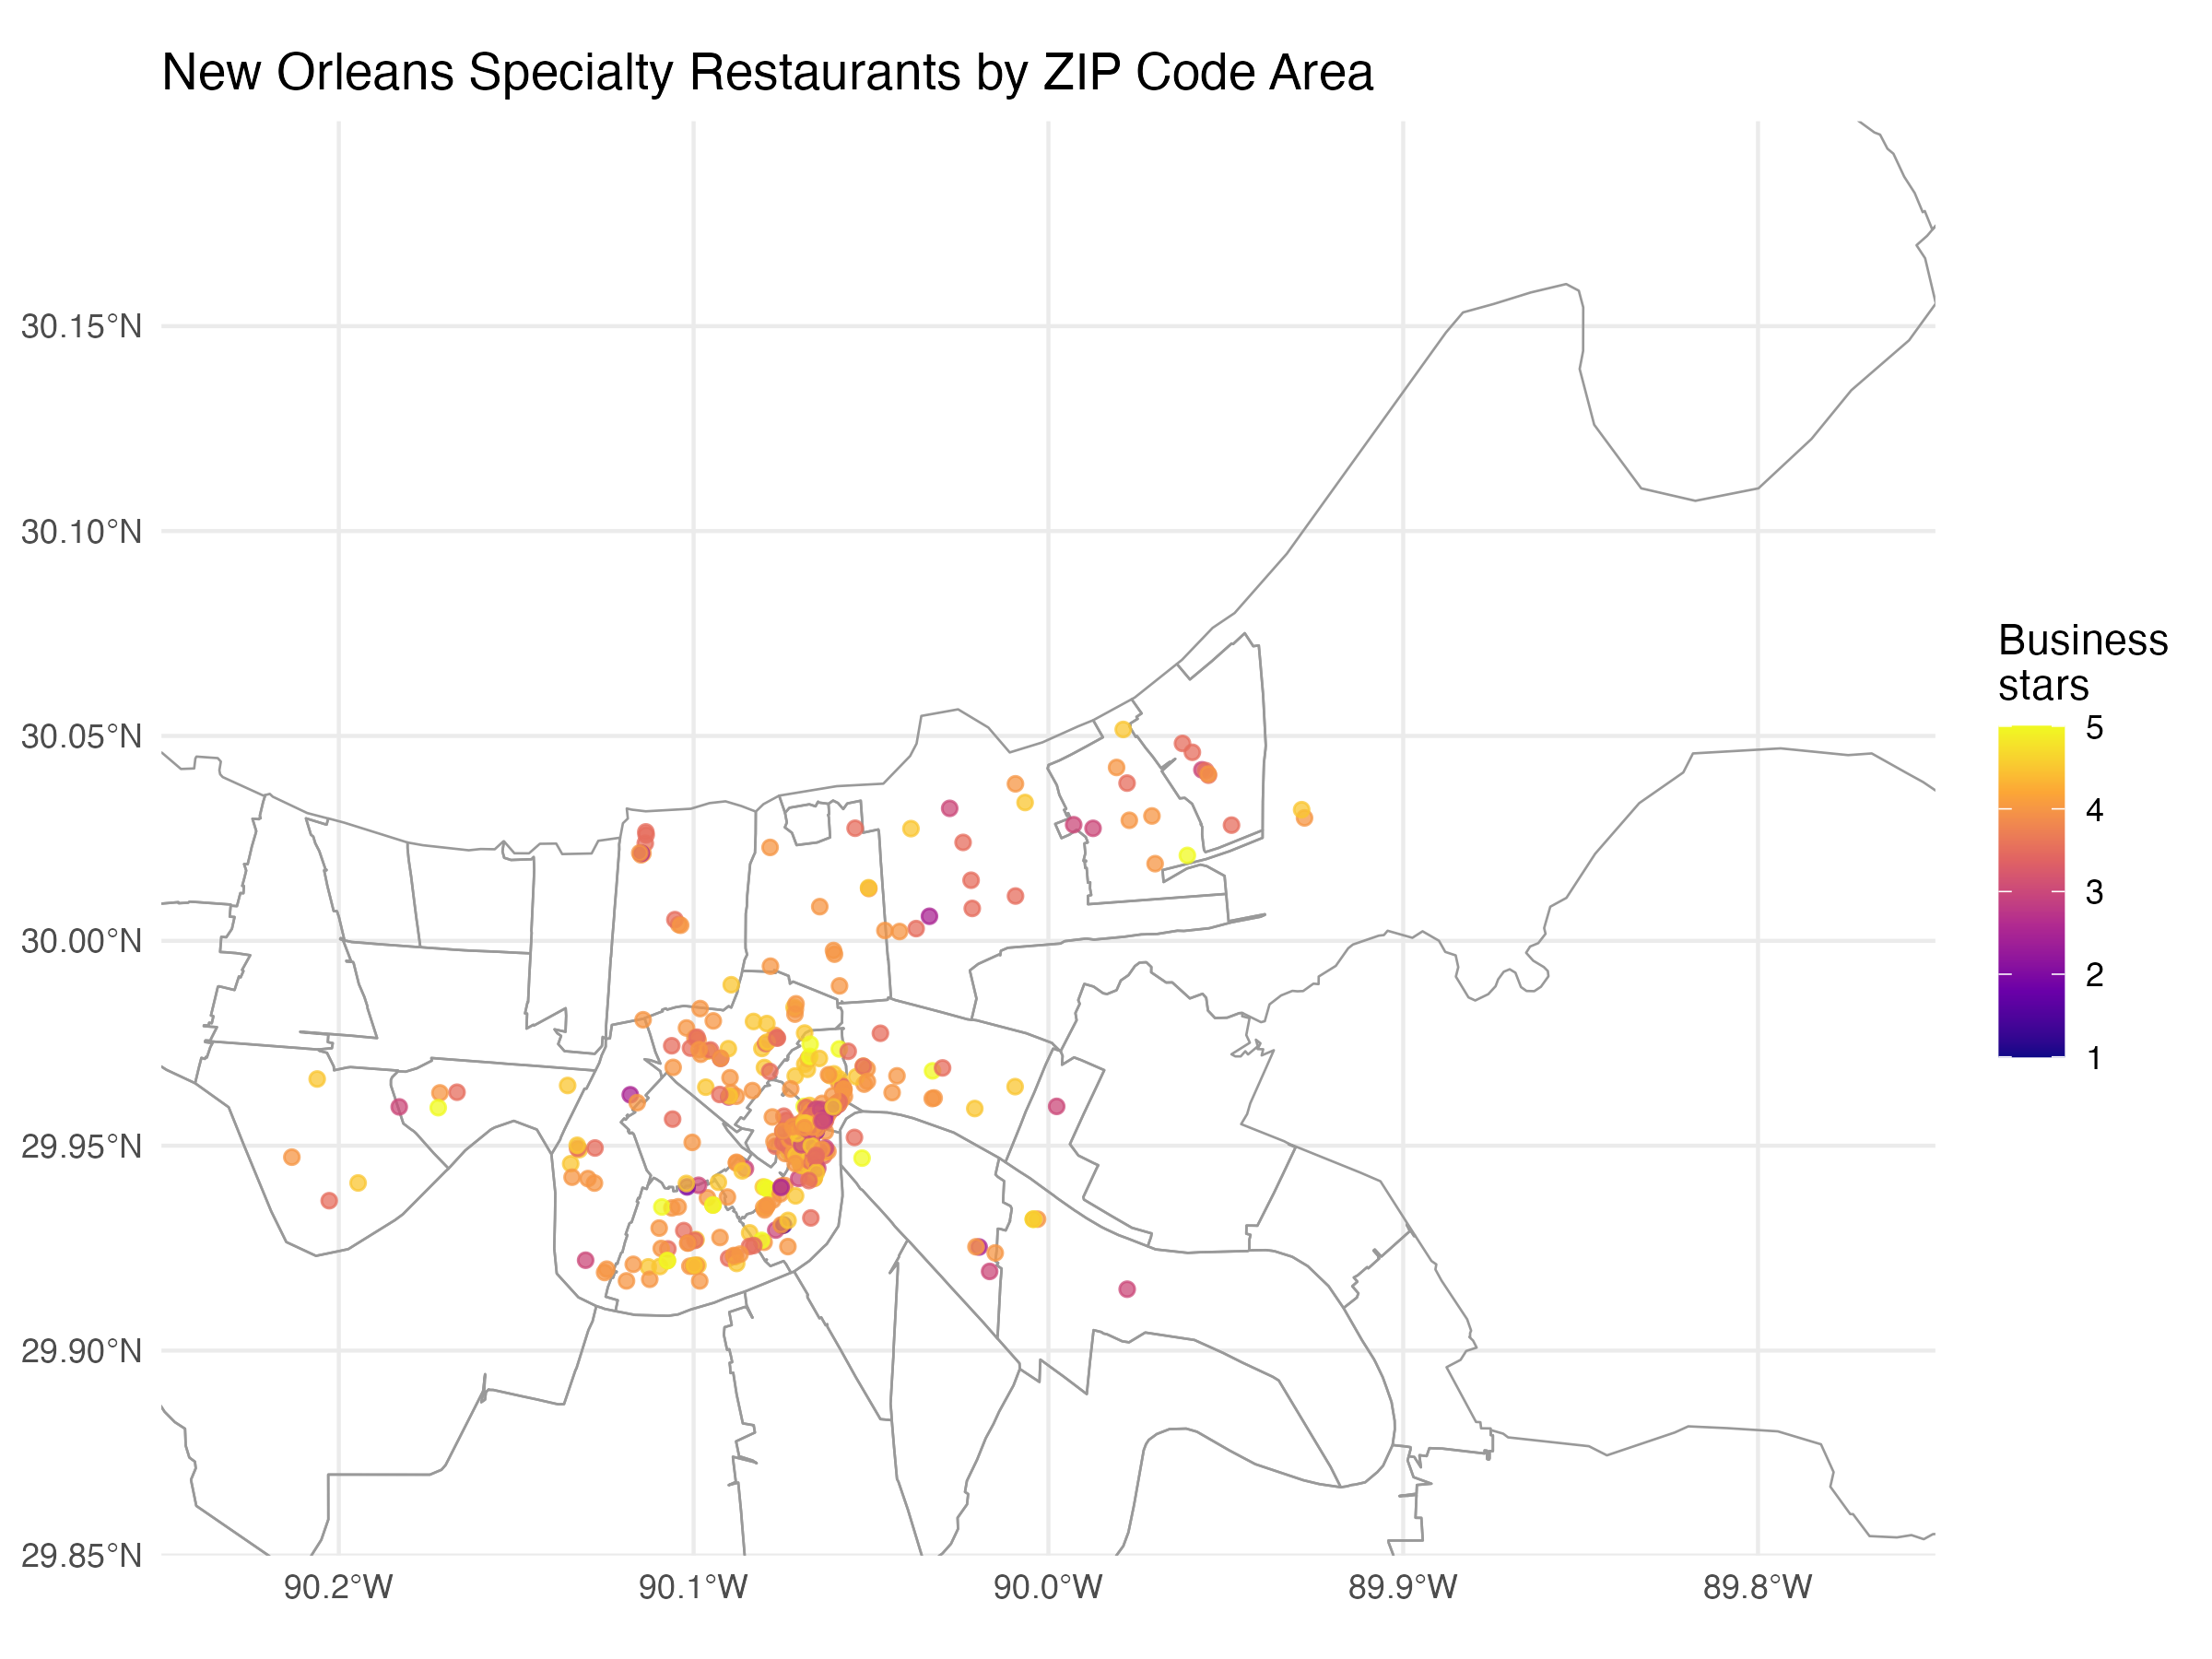 New Orleans Specialty Restaurants by ZIP Code Area
30.15°N
30.10°N
30.05°N
30.00°N
29.95°N
29.90°N
29.85°N
90.2°W
90.1°W
90.0°W
89.9°W
89.8°W
Business
stars
5
4
3
2
1